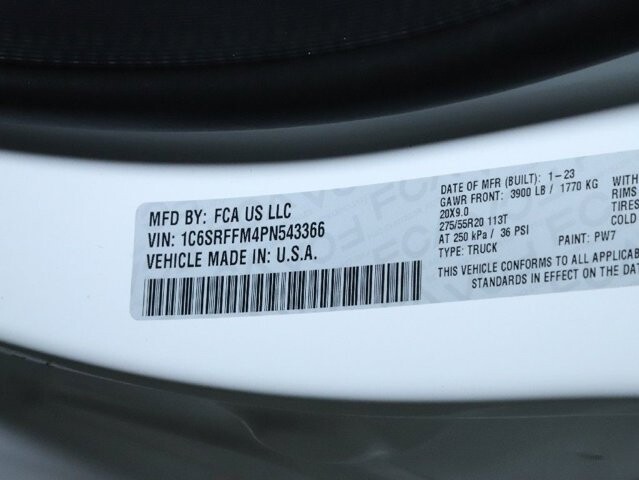 MFD BY: FCA US LLC
VIN: 1C6SRFFM4PN543366
VEHICLE MADE IN: U.S.A.
DATE OF MFR (BUILT): 1-23
GAWR FRONT: 3900 LB / 1770 KG
20X9.0
275/55R20 113T
AT 250 kPa / 36 PSI
TYPE: TRUCK PAINT: PW7
THIS VEHICLE CONFORMS TO ALL APPLICABLE
STANDARDS IN EFFECT ON THE DAT
WITH
RIMS
TIRES
COLD